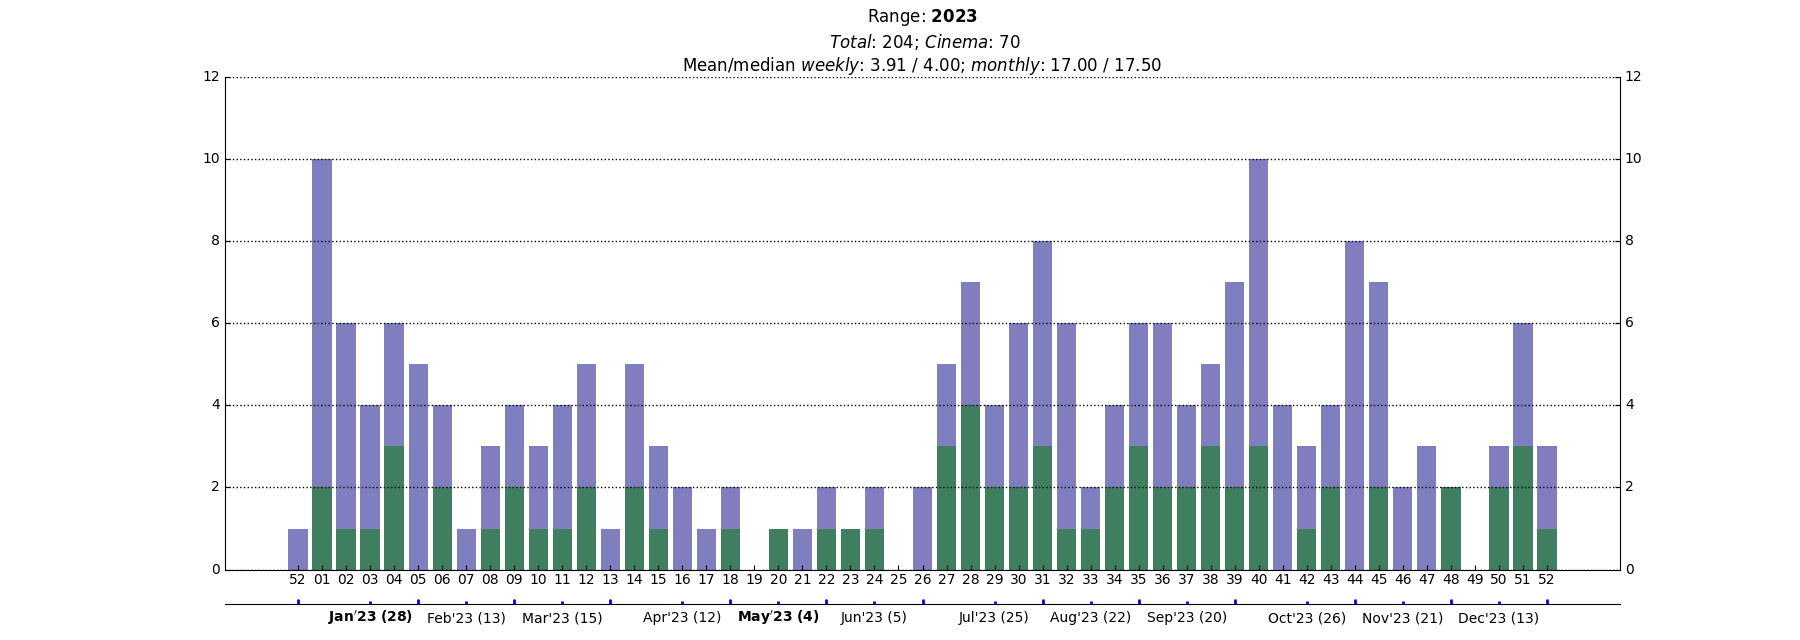 Range: 2023
Total: 204; Cinema: 70
Mean/median weekly: 3.91 / 4.00; monthly: 17.00 / 17.50
12 12
10 10
8 8
6 6
4 4
2 2
0 0
52 01 02 03 04 05 06 07 08 09 10 11 12 13 14 15 16 17 18 19 20 21 22 23 24 25 26 27 28 29 30 31 32 33 34 35 36 37 38 39 40 41 42 43 44 45 46 47 48 49 50 51 52
Jan'23 (28) Feb'23 (13) Mar'23 (15) Apr'23 (12) May'23 (4) Jun'23 (5) Jul'23 (25) Aug'23 (22) Sep'23 (20) Oct'23 (26) Nov'23 (21) Dec'23 (13)